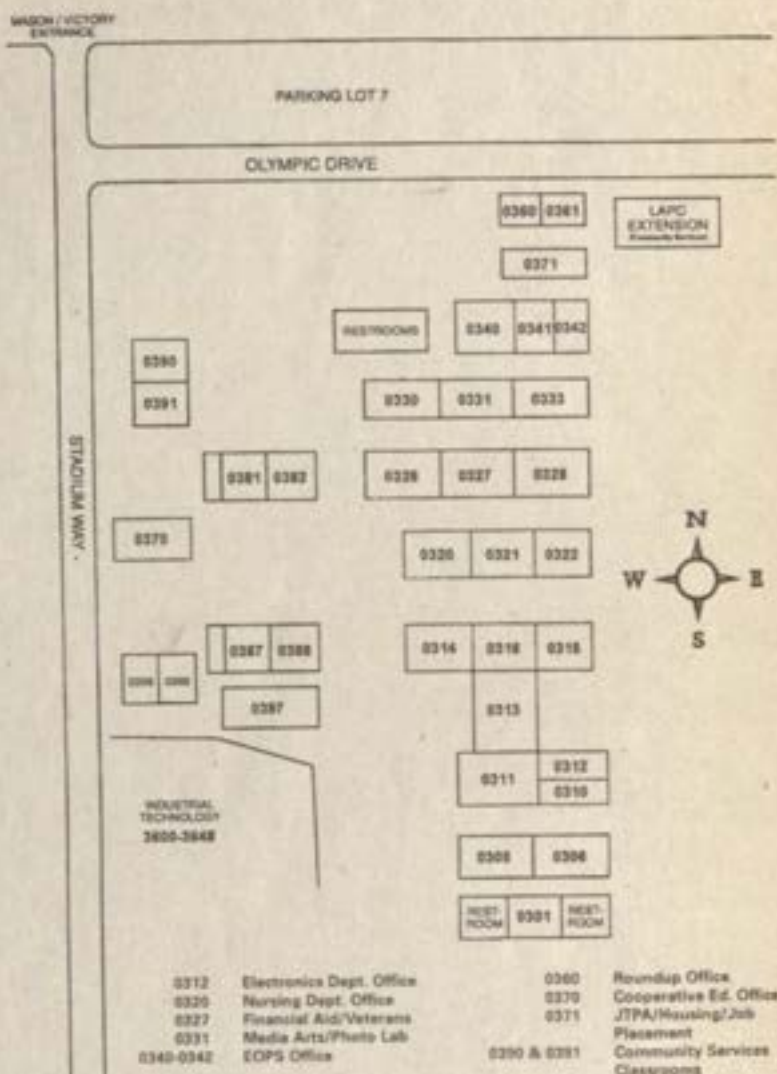 MASON / VICTORY
ENTRANCE
PARKING LOT 7
OLYMPIC DRIVE
0360 0361
LAPC
EXTENSION
0371
RESTROOMS
0340 0341 0342
0390
0391
0330 0331 0333
STADIUM WAY
0381 0382
0326 0327 0328
0370
0320 0321 0322
N
W E
S
0387 0388
0314 0316 0315
0397
0313
0311
0312
0310
INDUSTRIAL
TECHNOLOGY
3600-3648
0305 0306
REST-
ROOM
0301
REST-
ROOM
0312 Electronics Dept. Office
0320 Nursing Dept. Office
0327 Financial Aid/Veterans
0331 Media Arts/Photo Lab
0340-0342 EOPS Office
0360 Roundup Office
0370 Cooperative Ed. Office
0371 JTPA/Housing/Job
Placement
0390 & 0391 Community Services
Classrooms